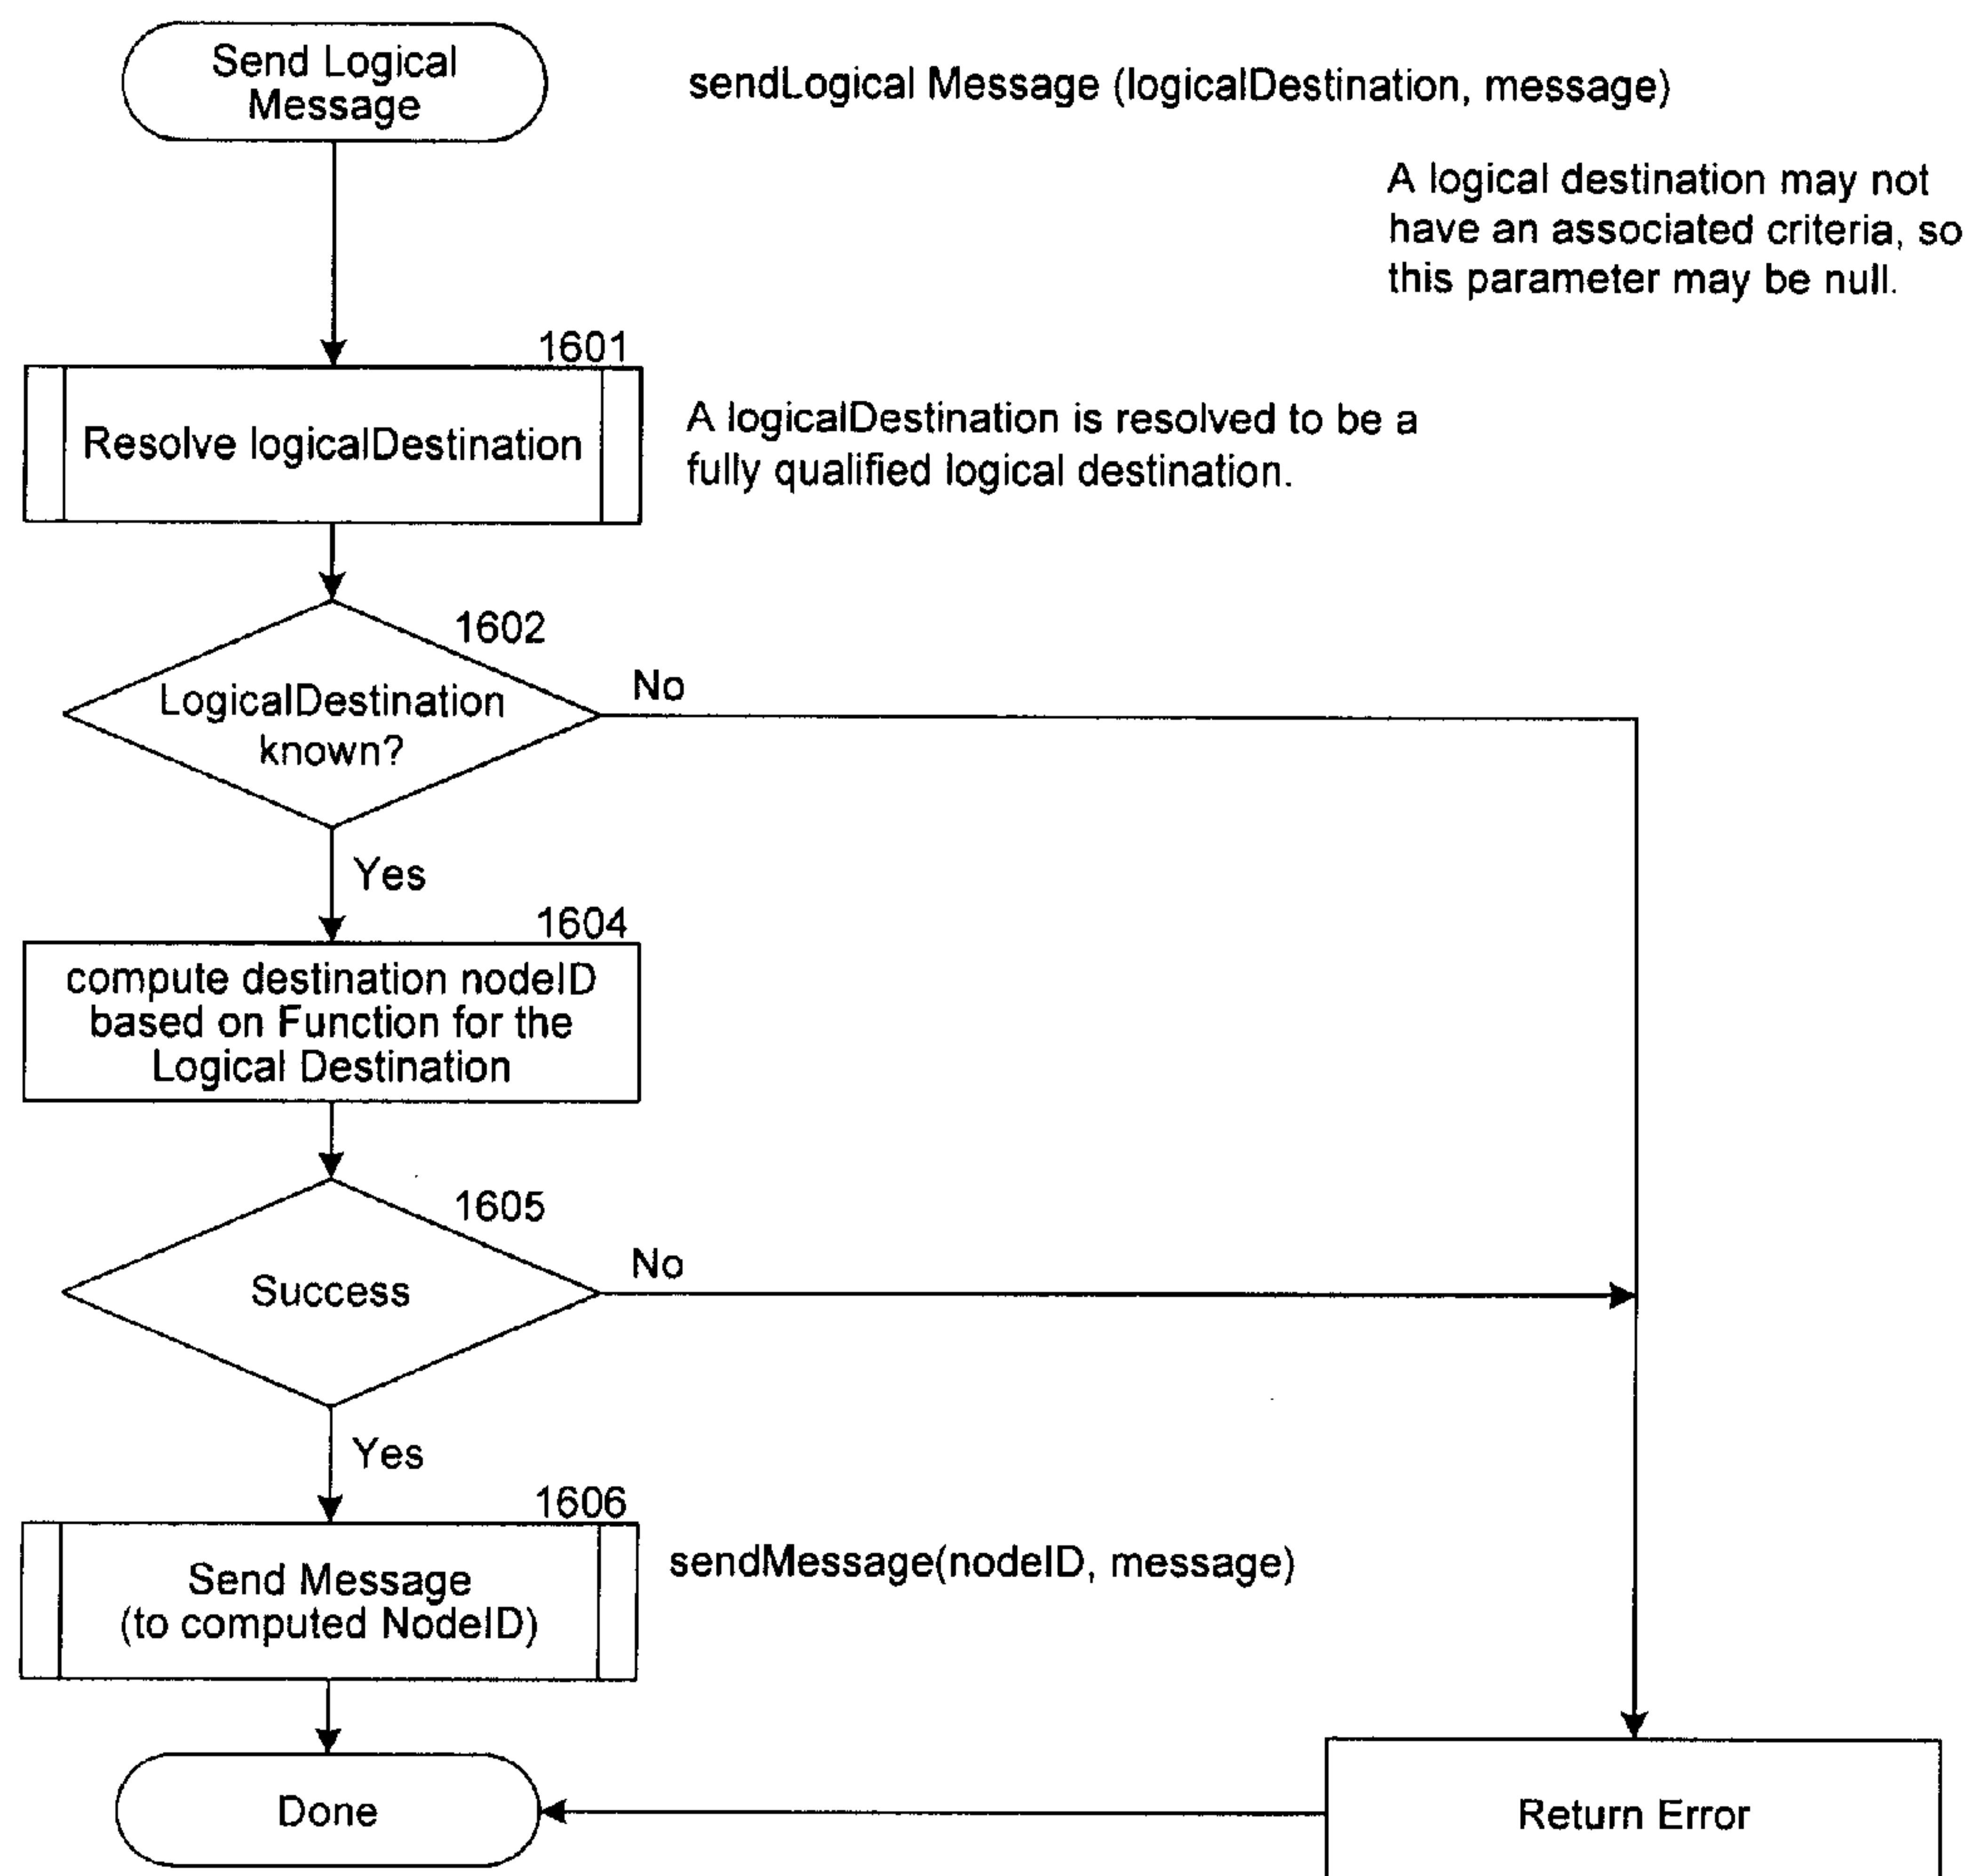 Send Logical
Message
sendLogical Message (logicalDestination, message)
A logical destination may not
have an associated criteria, so
this parameter may be null.
1601
Resolve logicalDestination
A logicalDestination is resolved to be a
fully qualified logical destination.
1602
LogicalDestination
known?
No
Yes
1604
compute destination nodeID
based on Function for the
Logical Destination
1605
Success
No
Yes
1606
Send Message
(to computed NodeID)
sendMessage(nodeID, message)
Done
Return Error